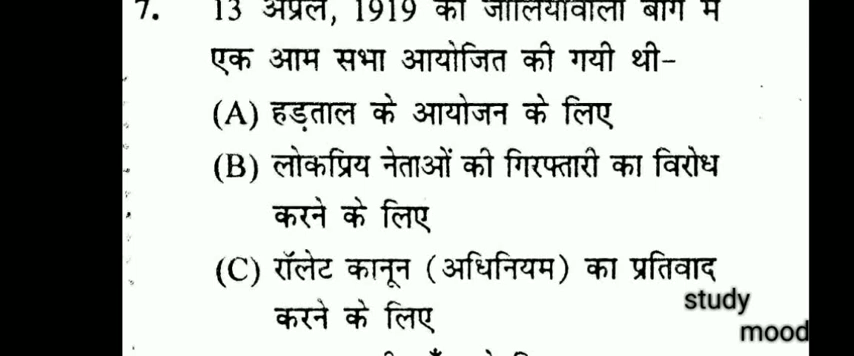 7. 13 अप्रैल, 1919 को जालियाँवाला बाग में
एक आम सभा आयोजित की गयी थी-
(A) हड़ताल के आयोजन के लिए
(B) लोकप्रिय नेताओं की गिरफ्तारी का विरोध
करने के लिए
(C) रॉलेट कानून (अधिनियम) का प्रतिवाद
करने के लिए
study
mood